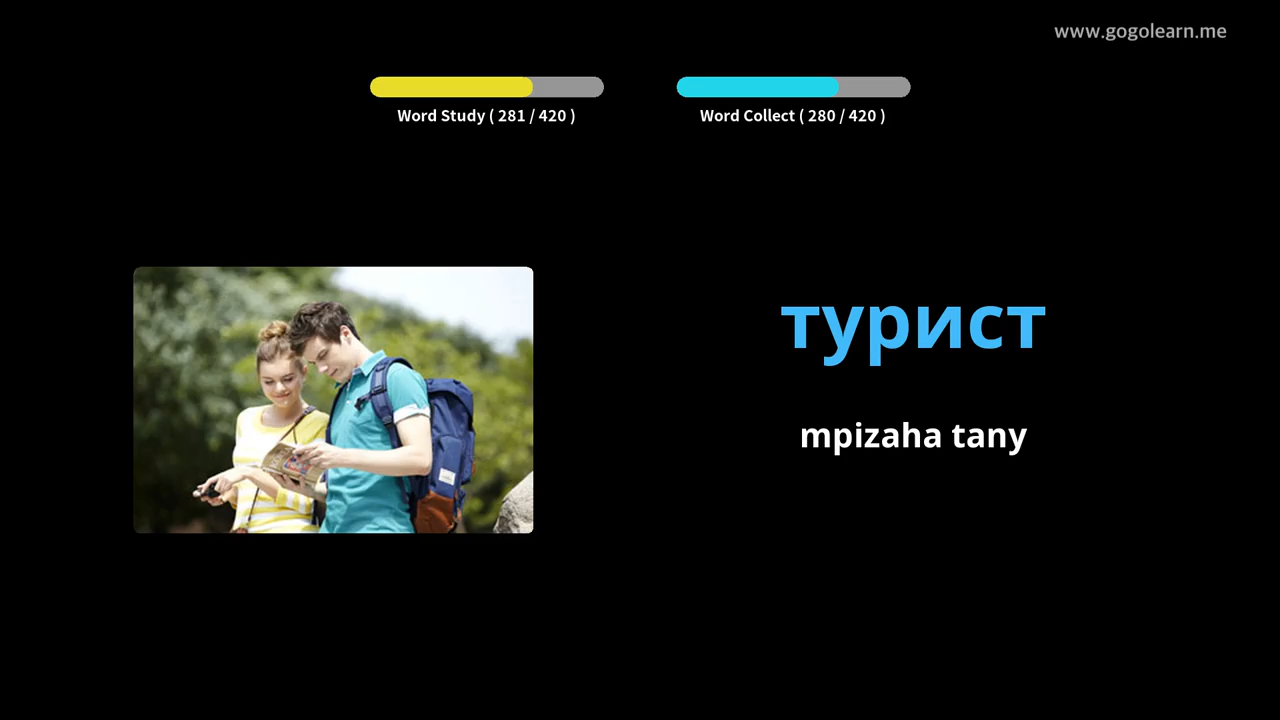 www.gogolearn.me
Word Study ( 281 / 420 )
Word Collect ( 280 / 420 )
турист
mpizaha tany